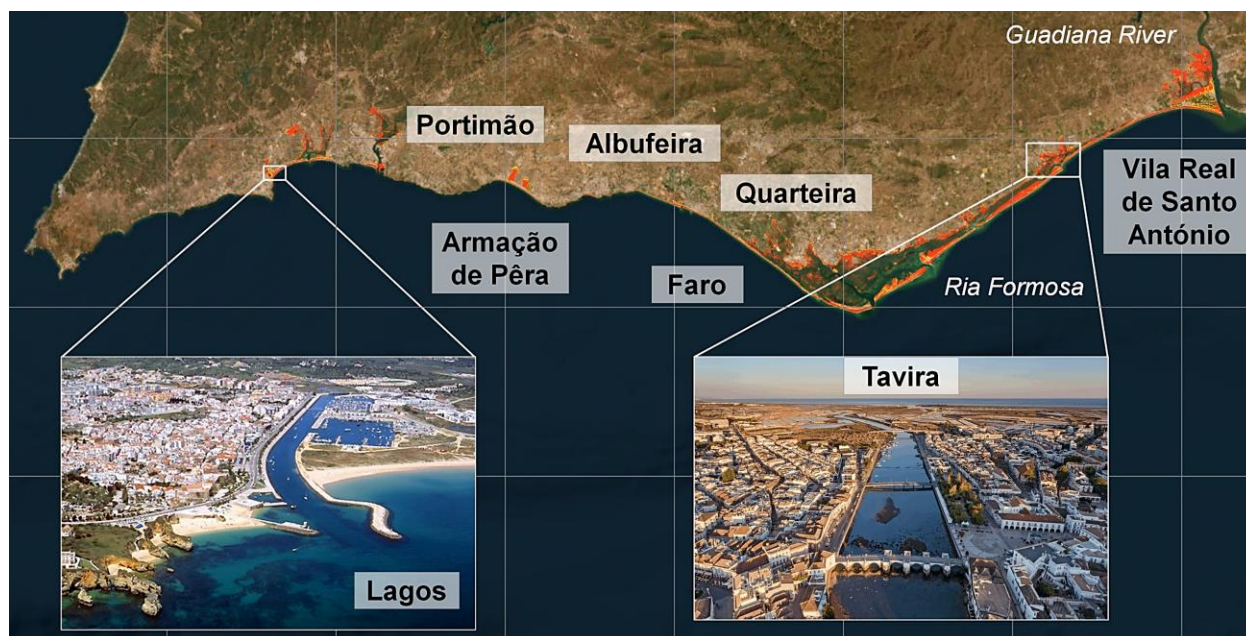 Guadiana River
Portimão
Albufeira
Quarteira
Vila Real
de Santo
António
Armação
de Pêra
Faro
Ria Formosa
Tavira
Lagos